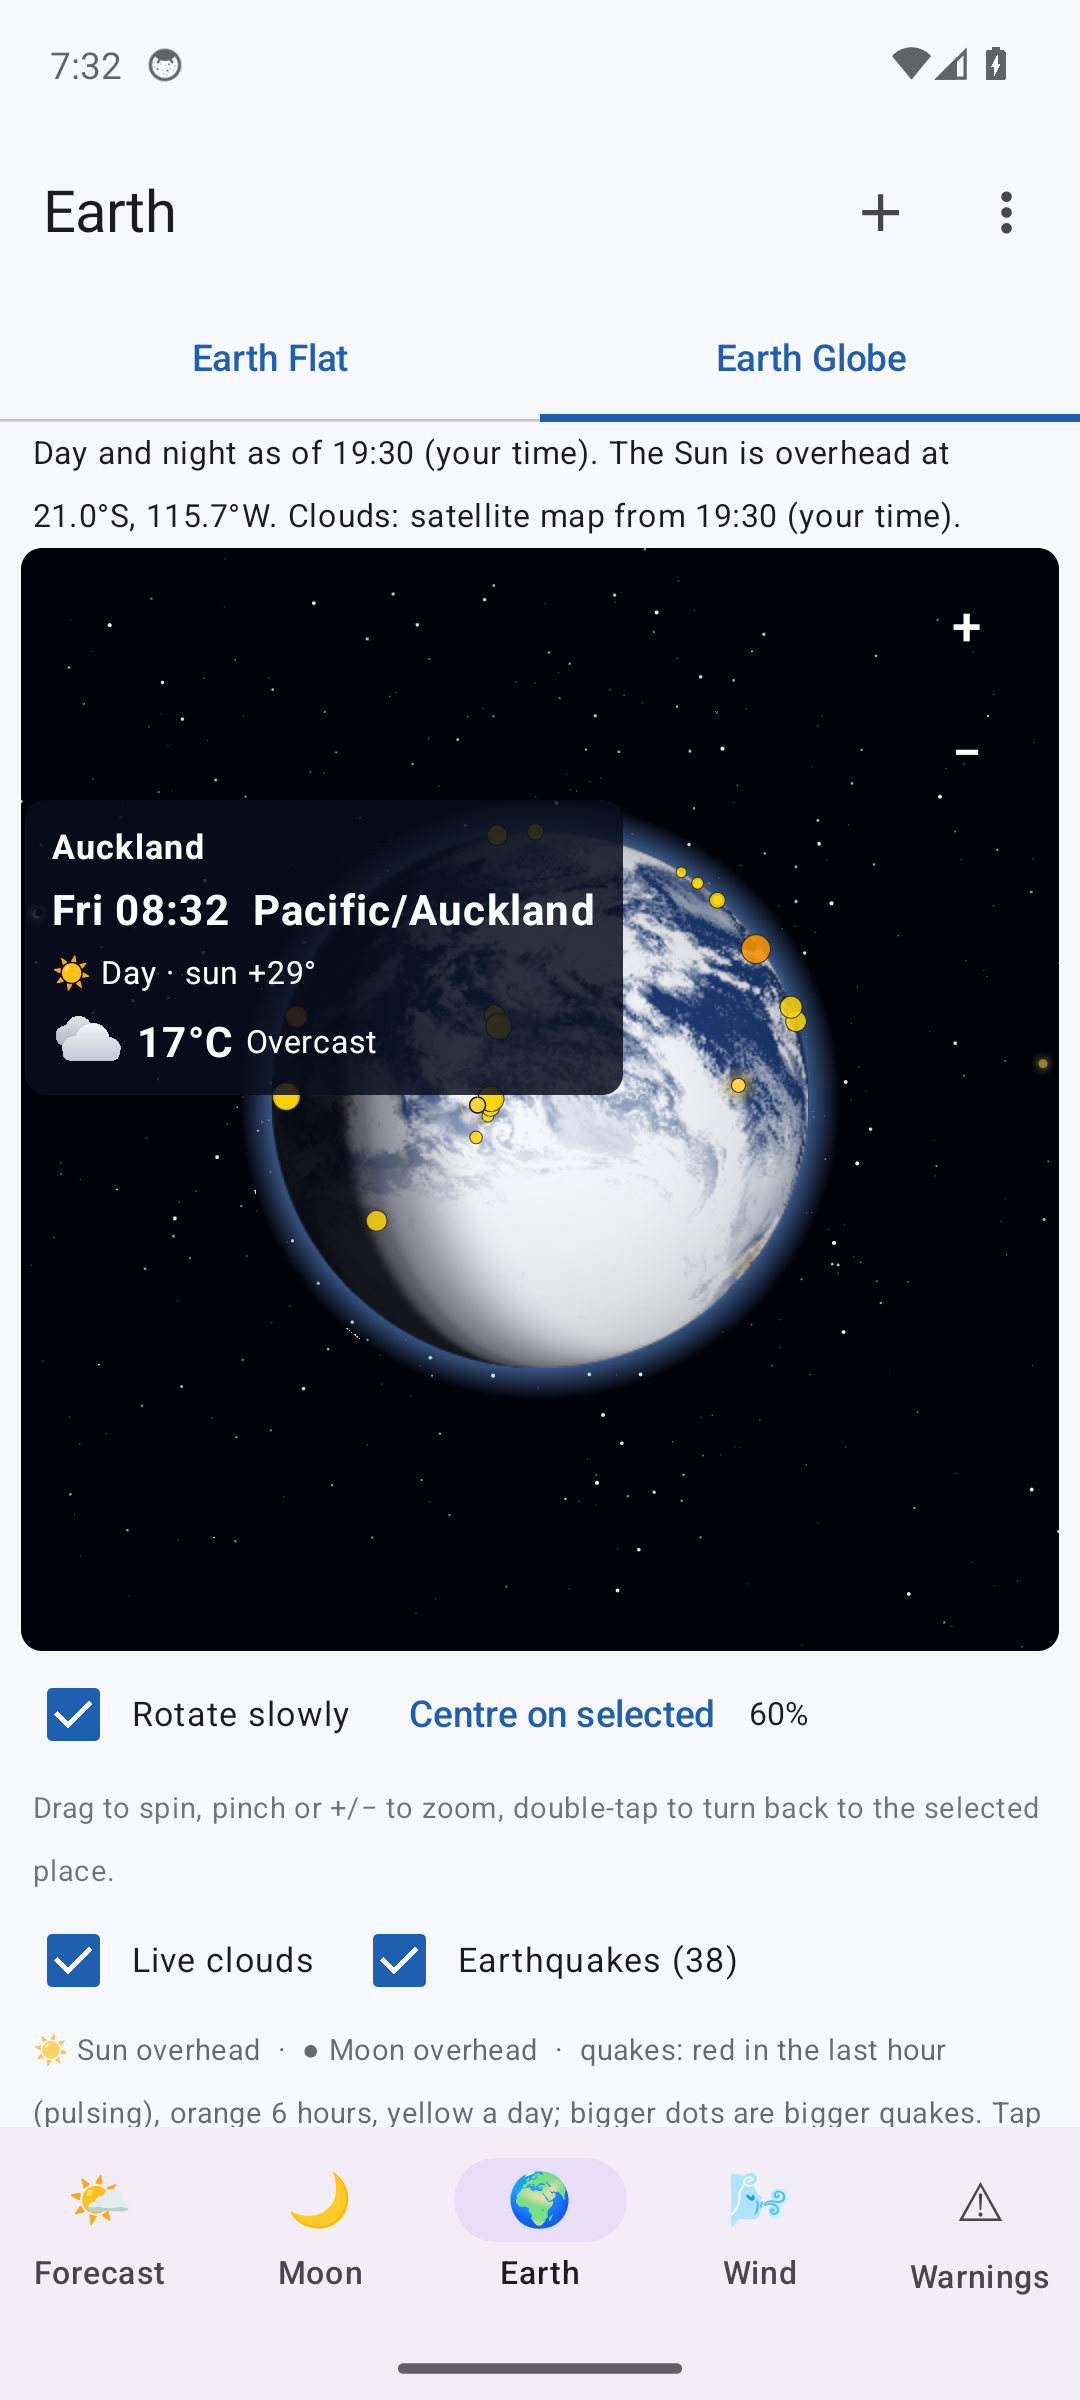 7:32
Earth
Earth Flat
Earth Globe
Day and night as of 19:30 (your time). The Sun is overhead at
21.0°S, 115.7°W. Clouds: satellite map from 19:30 (your time).
+
−
Auckland
Fri 08:32 Pacific/Auckland
Day · sun +29°
17°C Overcast
Rotate slowly
Centre on selected
60%
Drag to spin, pinch or +/− to zoom, double-tap to turn back to the selected
place.
Live clouds
Earthquakes (38)
☀️ Sun overhead · ● Moon overhead · quakes: red in the last hour
(pulsing), orange 6 hours, yellow a day; bigger dots are bigger quakes. Tap
Forecast
Moon
Earth
Wind
Warnings